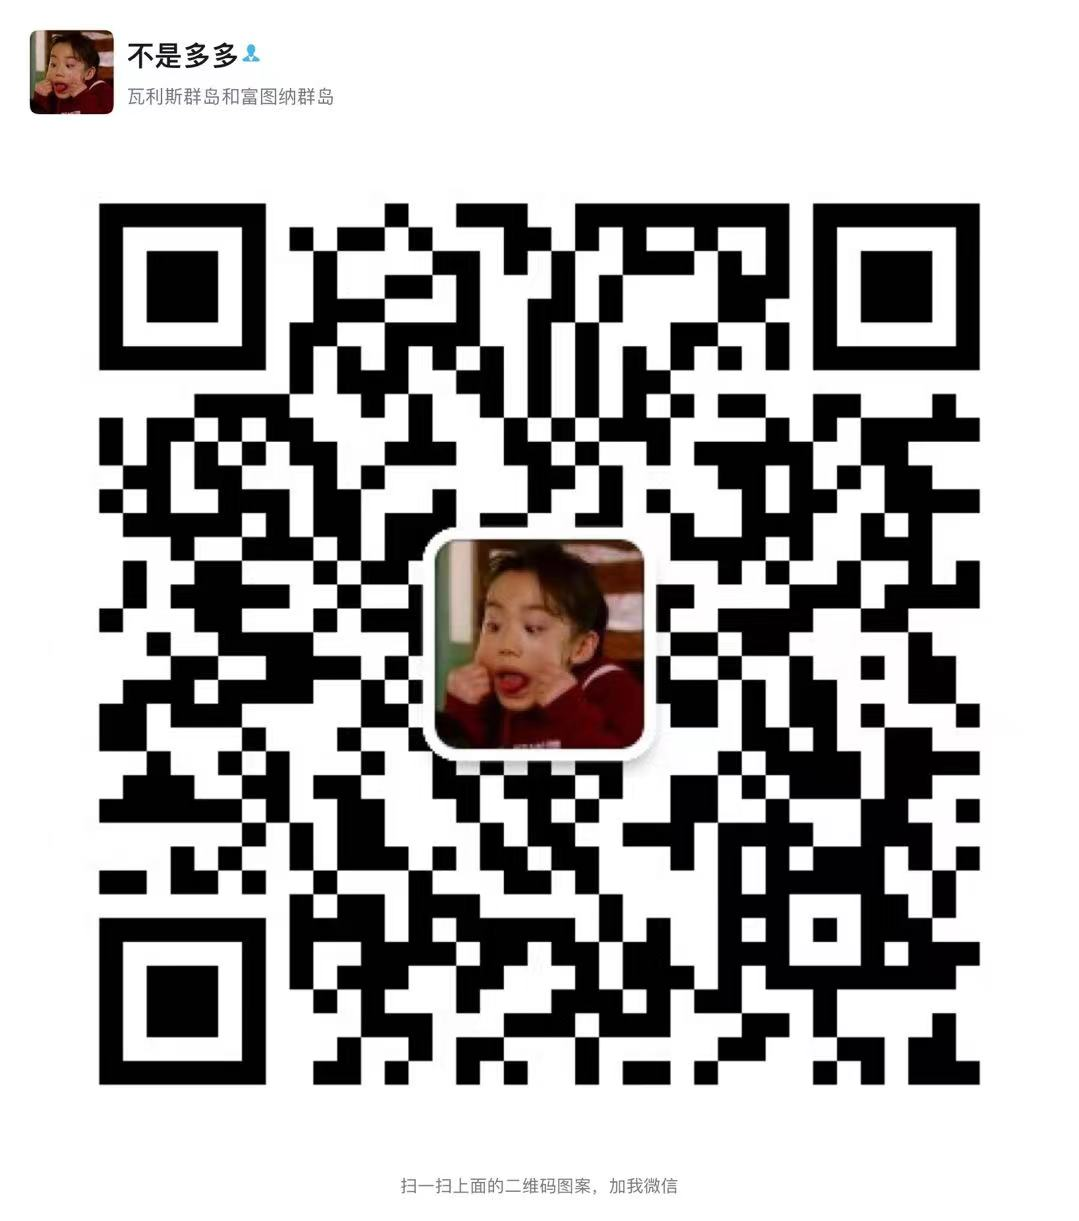 不是多多
瓦利斯群岛和富图纳群岛
扫一扫上面的二维码图案，加我微信